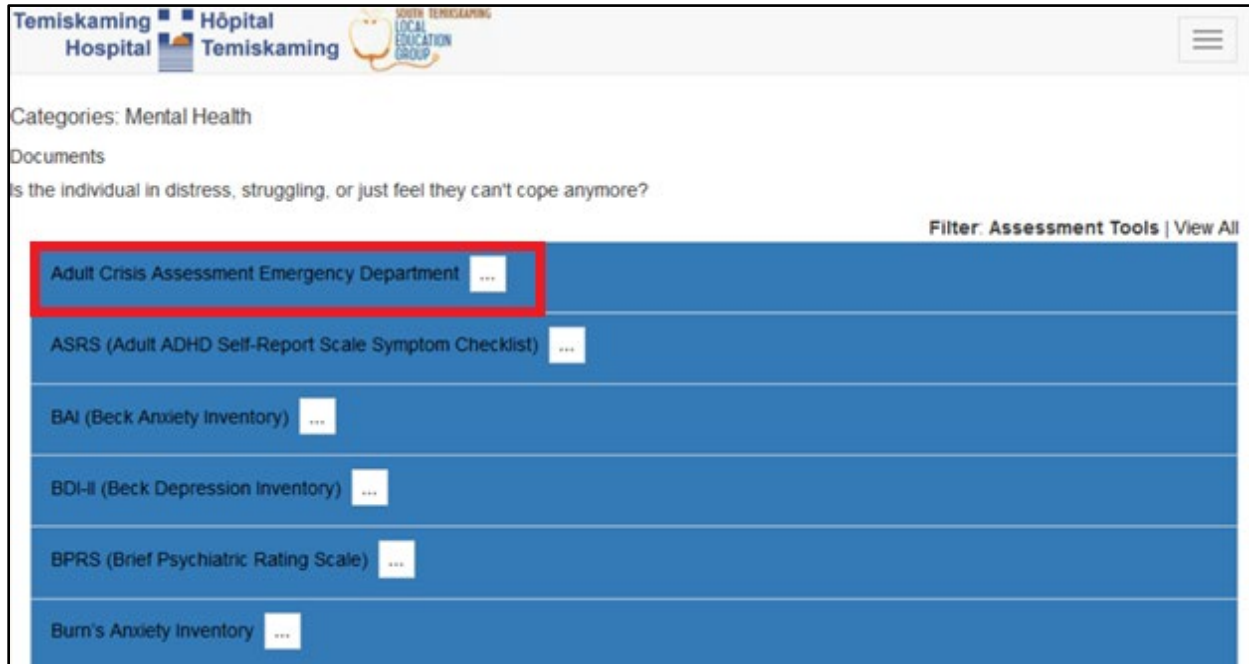 Temiskaming Hôpital
Hospital Temiskaming
SOUTH TEMISKAMING
LOCAL
EDUCATION
GROUP
Categories: Mental Health
Documents
Is the individual in distress, struggling, or just feel they can't cope anymore?
Filter: Assessment Tools | View All
Adult Crisis Assessment Emergency Department ...
ASRS (Adult ADHD Self-Report Scale Symptom Checklist) ...
BAI (Beck Anxiety Inventory) ...
BDI-II (Beck Depression Inventory) ...
BPRS (Brief Psychiatric Rating Scale) ...
Burn's Anxiety Inventory ...